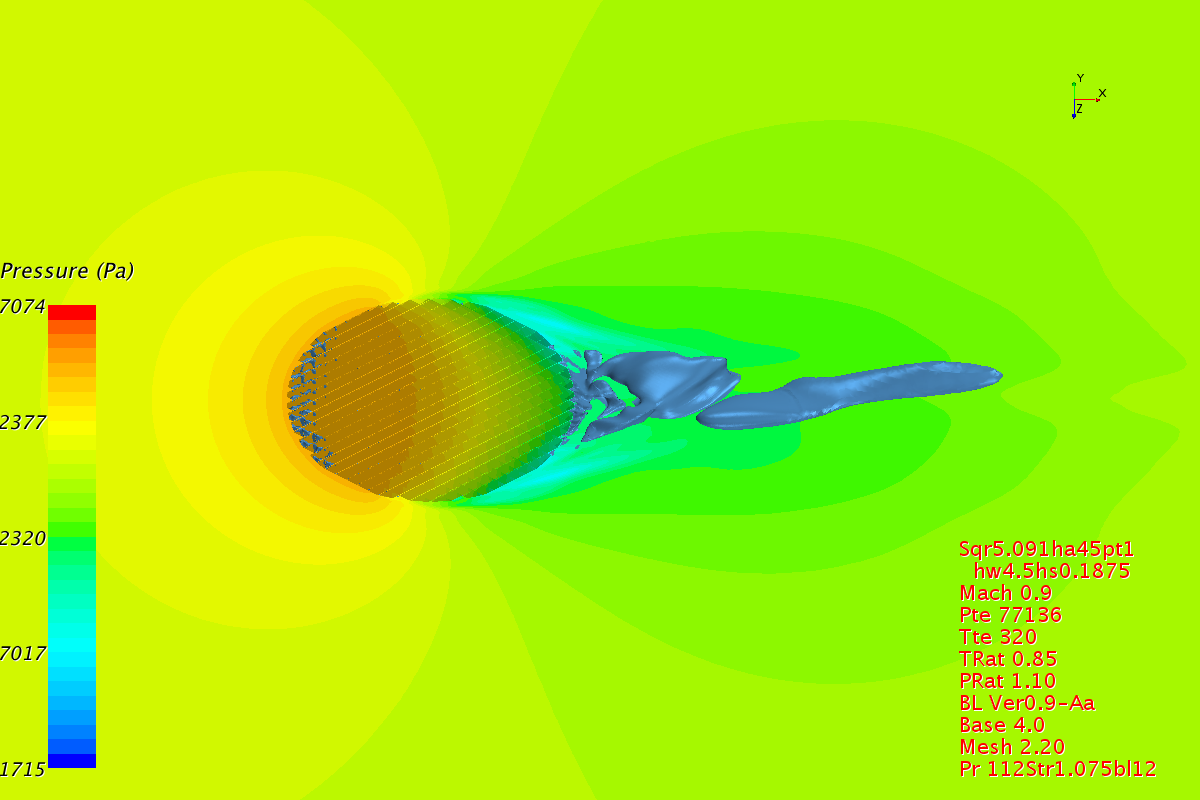 Y
X
Z
Pressure (Pa)
7074
2377
2320
7017
1715
Sqr5.091ha45pt1
hw4.5hs0.1875
Mach 0.9
Pte 77136
Tte 320
TRat 0.85
PRat 1.10
BL Ver0.9-Aa
Base 4.0
Mesh 2.20
Pr 112Str1.075bl12